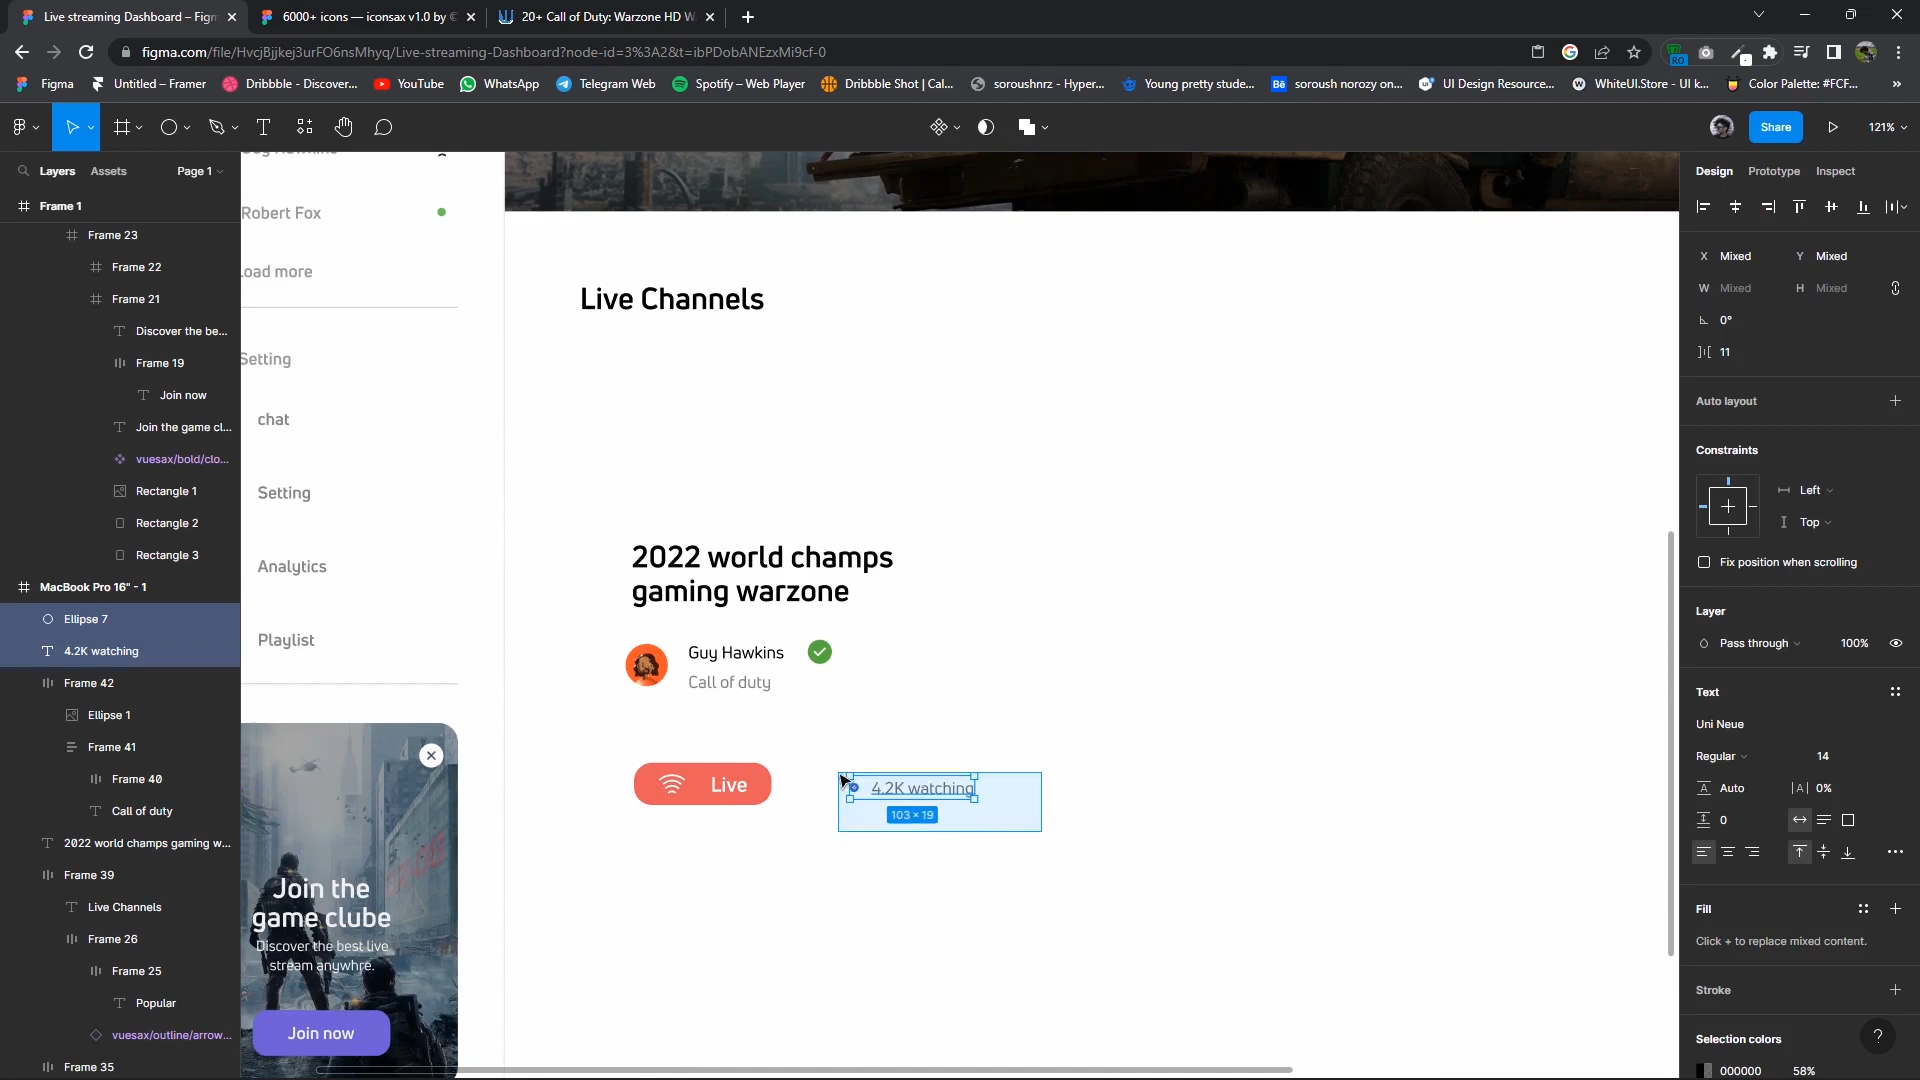 Live streaming Dashboard – Figm
6000+ icons — iconsax v1.0 by
20+ Call of Duty: Warzone HD W
figma.com/file/HvcjBjjkej3urFO6nsMhyq/Live-streaming-Dashboard?node-id=3%3A2&t=ibPDobANEzxMi9cf-0
RO
Figma
Untitled – Framer
Dribbble - Discover...
YouTube
WhatsApp
Telegram Web
Spotify – Web Player
Dribbble Shot | Cal...
soroushnrz - Hyper...
Young pretty stude...
Bē
soroush norozy on...
UI Design Resource...
WhiteUI.Store - UI k...
Color Palette: #FCF...
»
Share
121%
Layers
Assets
Page 1
Frame 1
Frame 23
Frame 22
Frame 21
Discover the be...
Frame 19
Join now
Join the game cl...
vuesax/bold/clo...
Rectangle 1
Rectangle 2
Rectangle 3
MacBook Pro 16" - 1
Ellipse 7
4.2K watching
Frame 42
Ellipse 1
Frame 41
Frame 40
Call of duty
2022 world champs gaming w...
Frame 39
Live Channels
Frame 26
Frame 25
Popular
vuesax/outline/arrow...
Frame 35
Guy Hawkins
Robert Fox
Load more
Setting
chat
Setting
Analytics
Playlist
Join the
game clube
Discover the best live
stream anywhre.
Join now
Live Channels
2022 world champs
gaming warzone
Guy Hawkins
Call of duty
Live
4.2K watching
103 × 19
Design
Prototype
Inspect
X Mixed
Y Mixed
W Mixed
H Mixed
0°
11
Auto layout
Constraints
Left
Top
Fix position when scrolling
Layer
Pass through
100%
Text
Uni Neue
Regular
14
Auto
|A| 0%
0
Fill
Click + to replace mixed content.
Stroke
?
Selection colors
000000
58%